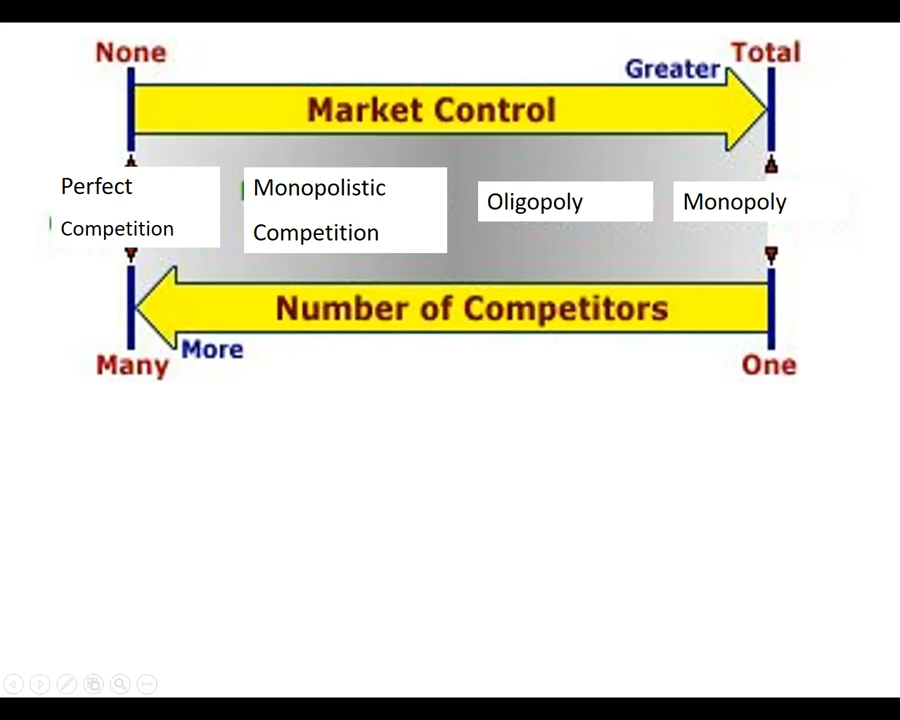 None
Total
Greater
Market Control
Perfect
Competition
Monopolistic
Competition
Oligopoly
Monopoly
Number of Competitors
More
Many
One